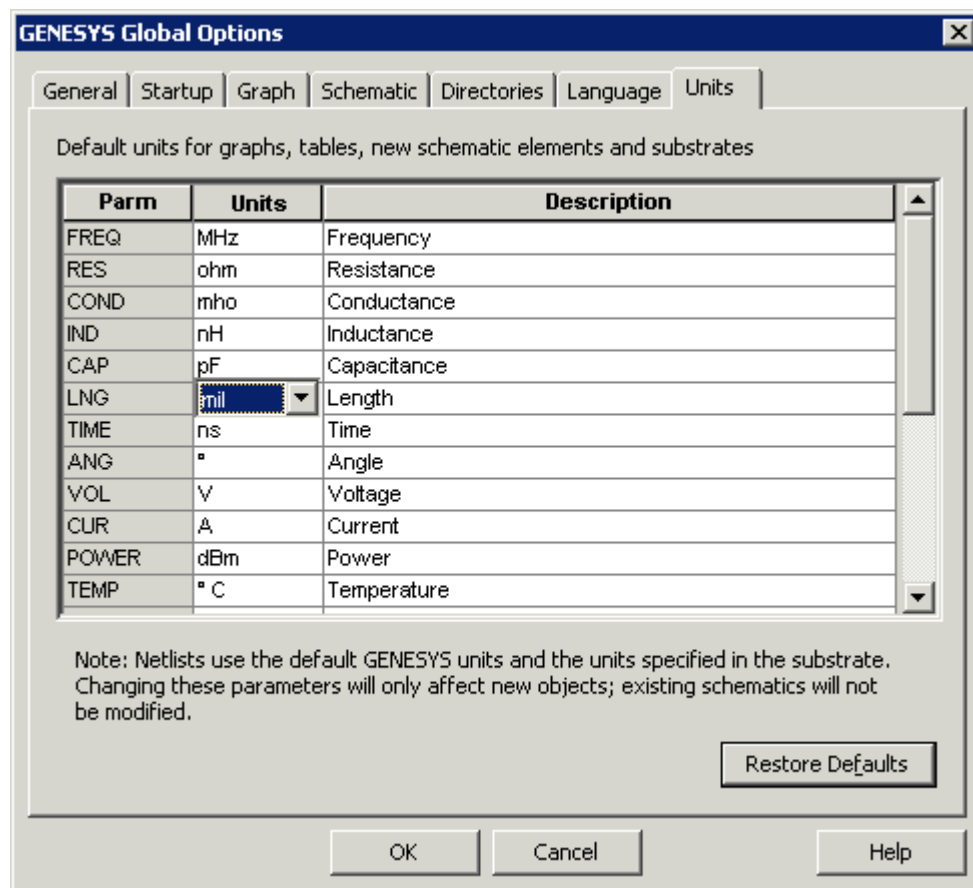 GENESYS Global Options
General Startup Graph Schematic Directories Language Units
Default units for graphs, tables, new schematic elements and substrates
Parm Units Description
FREQ MHz Frequency
RES ohm Resistance
COND mho Conductance
IND nH Inductance
CAP pF Capacitance
LNG mil Length
TIME ns Time
ANG ° Angle
VOL V Voltage
CUR A Current
POWER dBm Power
TEMP ° C Temperature
Note: Netlists use the default GENESYS units and the units specified in the substrate.
Changing these parameters will only affect new objects; existing schematics will not
be modified.
Restore Defaults
OK Cancel Help